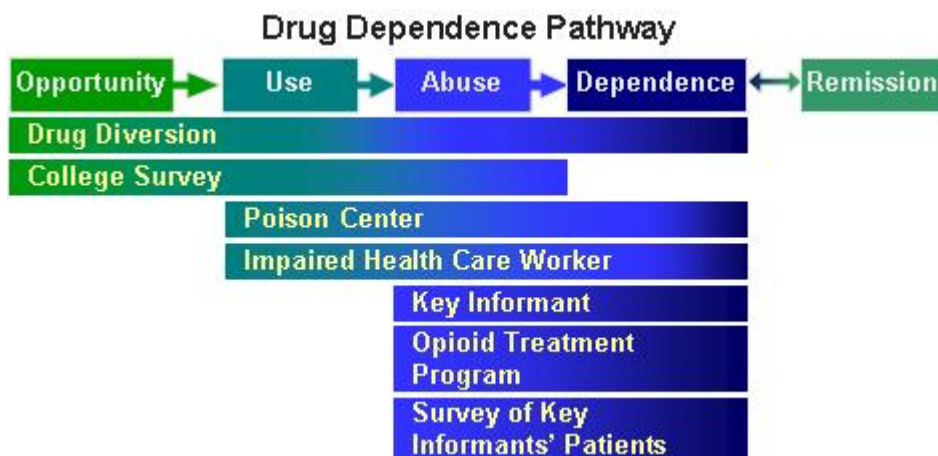 Drug Dependence Pathway
Opportunity
Use
Abuse
Dependence
Remission
Drug Diversion
College Survey
Poison Center
Impaired Health Care Worker
Key Informant
Opioid Treatment
Program
Survey of Key
Informants' Patients